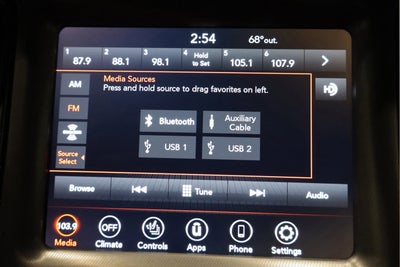 2:54
68°out.
1
87.9
2
88.1
3
98.1
4 Hold
to Set
5
105.1
6
107.9
AM
FM
Source
Select
Media Sources
Press and hold source to drag favorites on left.
Bluetooth
Auxiliary
Cable
USB 1
USB 2
HD
Browse
Tune
Audio
103.9
Media
OFF
Climate
Controls
Apps
Phone
Settings